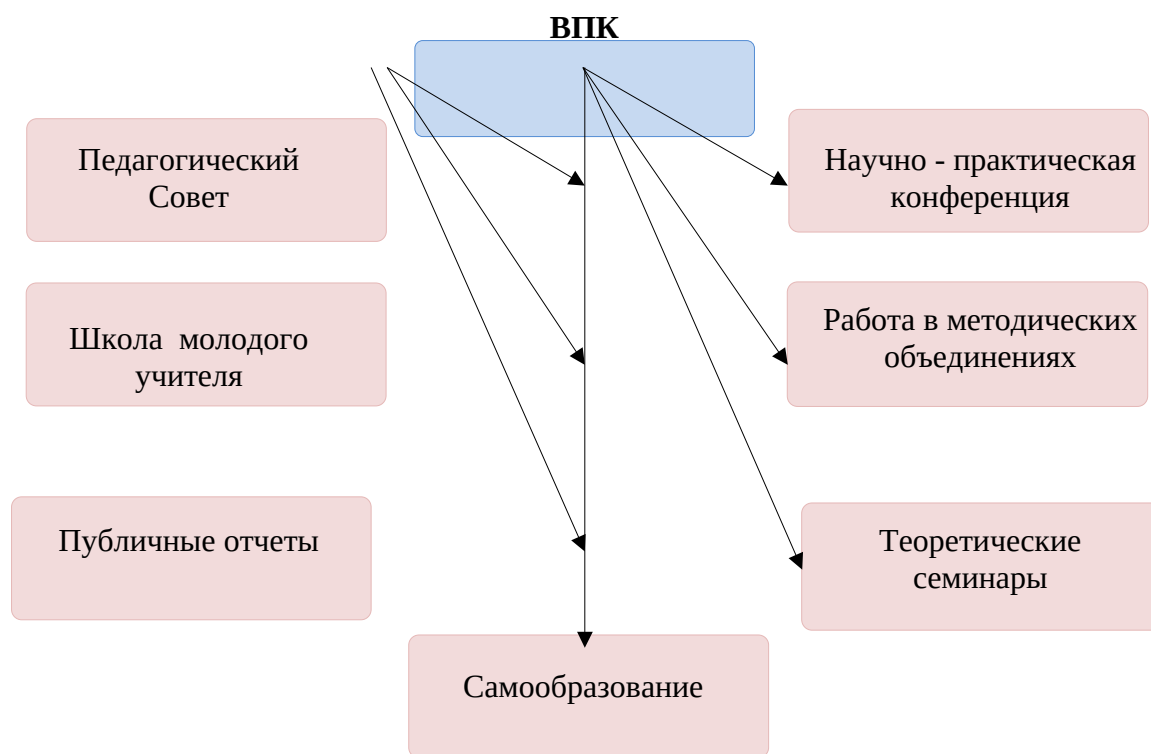 ВПК
Педагогический
Совет
Научно - практическая
конференция
Школа  молодого
учителя
Работа в методических
объединениях
Публичные отчеты
Теоретические
семинары
Самообразование